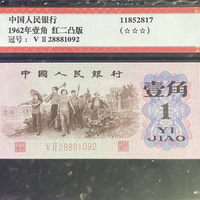 中国人民银行
11852817
1962年壹角 红二凸版
(☆☆☆)
冠号: V II 28881092
中国人民银行
壹角
V II 28881092
1
YI
JIAO